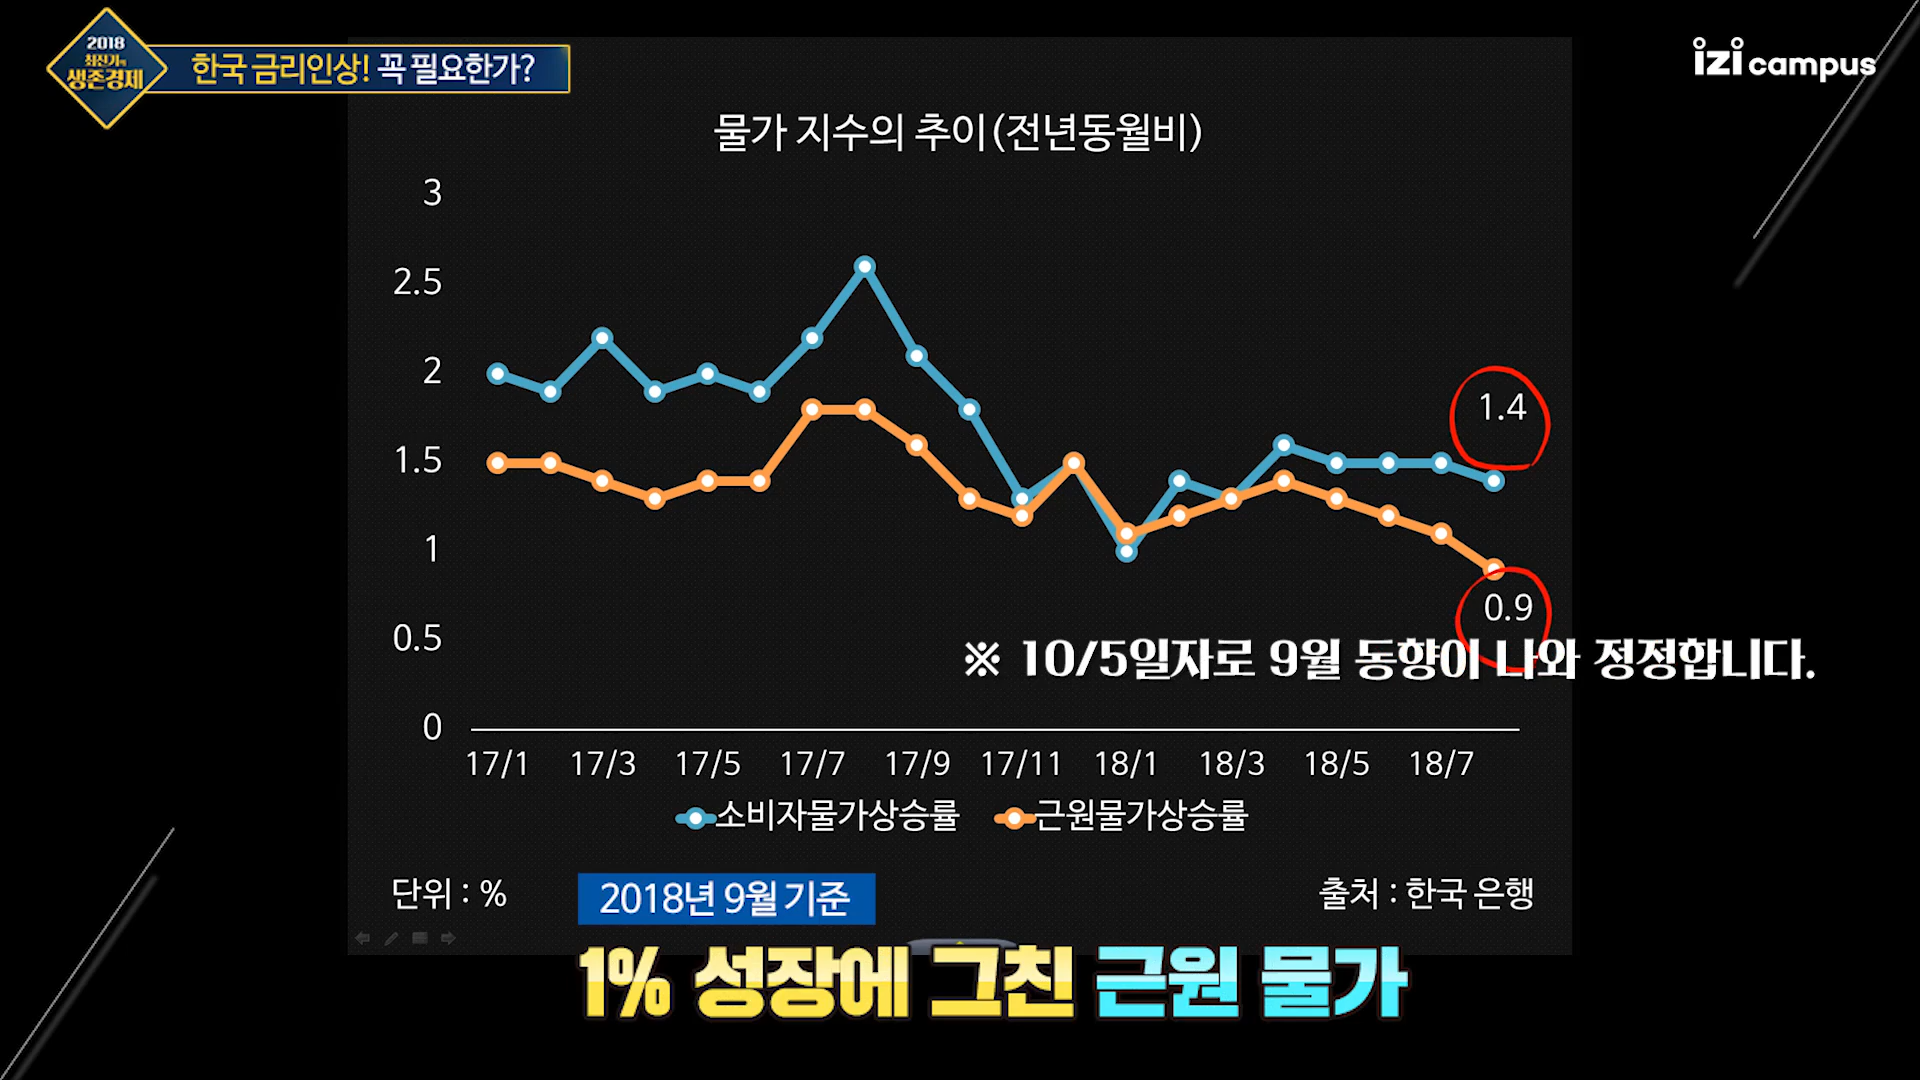 2018
최진기의
생존경제
한국 금리인상! 꼭 필요한가?
izi campus
물가 지수의 추이(전년동월비)
3
2.5
2
1.5
1
0.5
0
1.4
0.9
※ 10/5일자로 9월 동향이 나와 정정합니다.
17/1 17/3 17/5 17/7 17/9 17/11 18/1 18/3 18/5 18/7
소비자물가상승률 근원물가상승률
단위 : % 2018년 9월 기준 출처 : 한국 은행
1% 성장에 그친 근원 물가